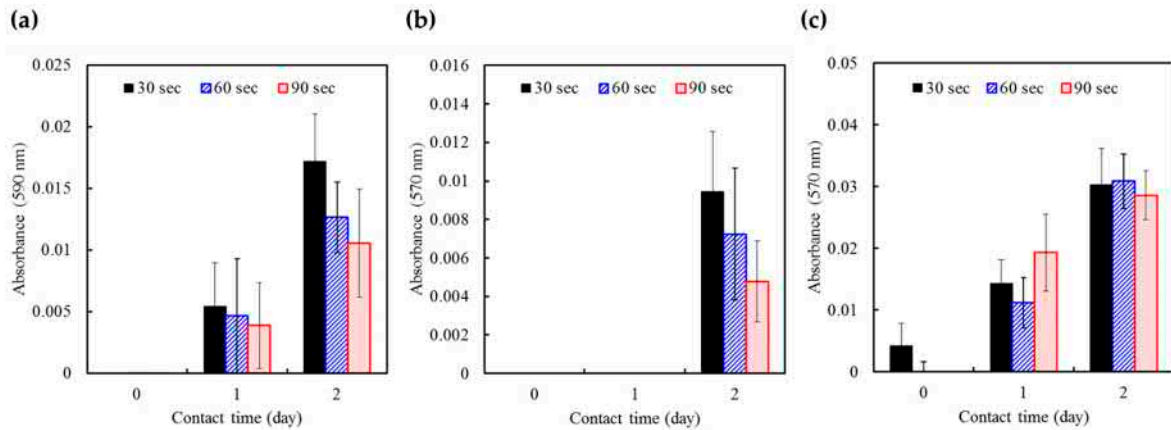 (a)
0.025
0.02
0.015
0.01
0.005
0
Absorbance (590 nm)
30 sec 60 sec 90 sec
0 1 2
Contact time (day)
(b)
0.016
0.014
0.012
0.01
0.008
0.006
0.004
0.002
0
Absorbance (570 nm)
30 sec 60 sec 90 sec
0 1 2
Contact time (day)
(c)
0.05
0.04
0.03
0.02
0.01
0
Absorbance (570 nm)
30 sec 60 sec 90 sec
0 1 2
Contact time (day)